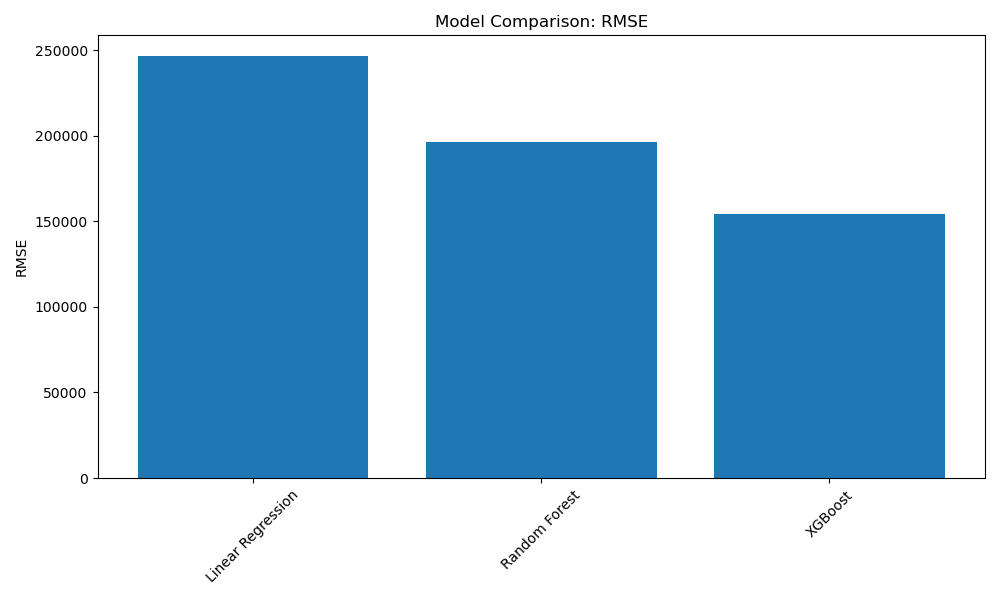 Model Comparison: RMSE
250000
200000
150000
100000
50000
0
RMSE
Linear Regression
Random Forest
XGBoost